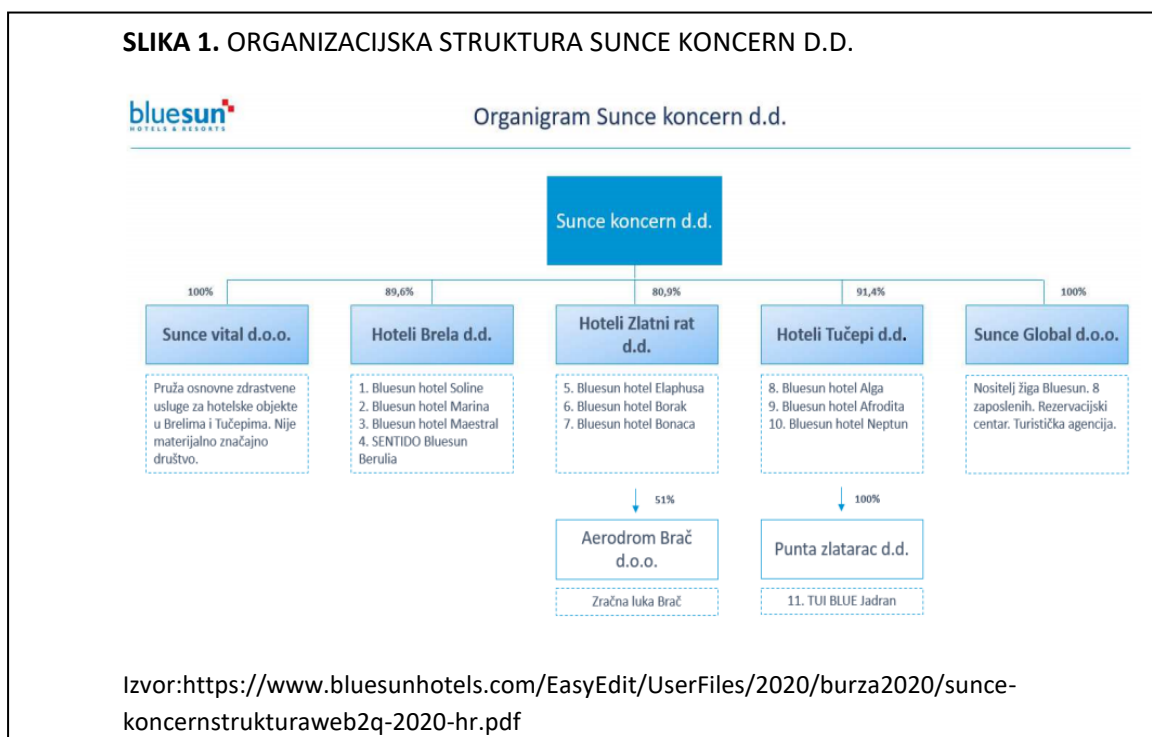 SLIKA 1. ORGANIZACIJSKA STRUKTURA SUNCE KONCERN D.D.
bluesun
HOTELS & RESORTS
Organigram Sunce koncern d.d.
Sunce koncern d.d.
100%
89,6%
80,9%
91,4%
100%
Sunce vital d.o.o.
Hoteli Brela d.d.
Hoteli Zlatni rat
d.d.
Hoteli Tučepi d.d.
Sunce Global d.o.o.
Pruža osnovne zdrastvene
usluge za hotelske objekte
u Brelima i Tučepima. Nije
materijalno značajno
društvo.
1. Bluesun hotel Soline
2. Bluesun hotel Marina
3. Bluesun hotel Maestral
4. SENTIDO Bluesun
Berulia
5. Bluesun hotel Elaphusa
6. Bluesun hotel Borak
7. Bluesun hotel Bonaca
8. Bluesun hotel Alga
9. Bluesun hotel Afrodita
10. Bluesun hotel Neptun
Nositelj žiga Bluesun. 8
zaposlenih. Rezervacijski
centar. Turistička agencija.
51%
100%
Aerodrom Brač
d.o.o.
Punta zlatarac d.d.
Zračna luka Brač
11. TUI BLUE Jadran
Izvor:https://www.bluesunhotels.com/EasyEdit/UserFiles/2020/burza2020/sunce-
koncernstrukturaweb2q-2020-hr.pdf